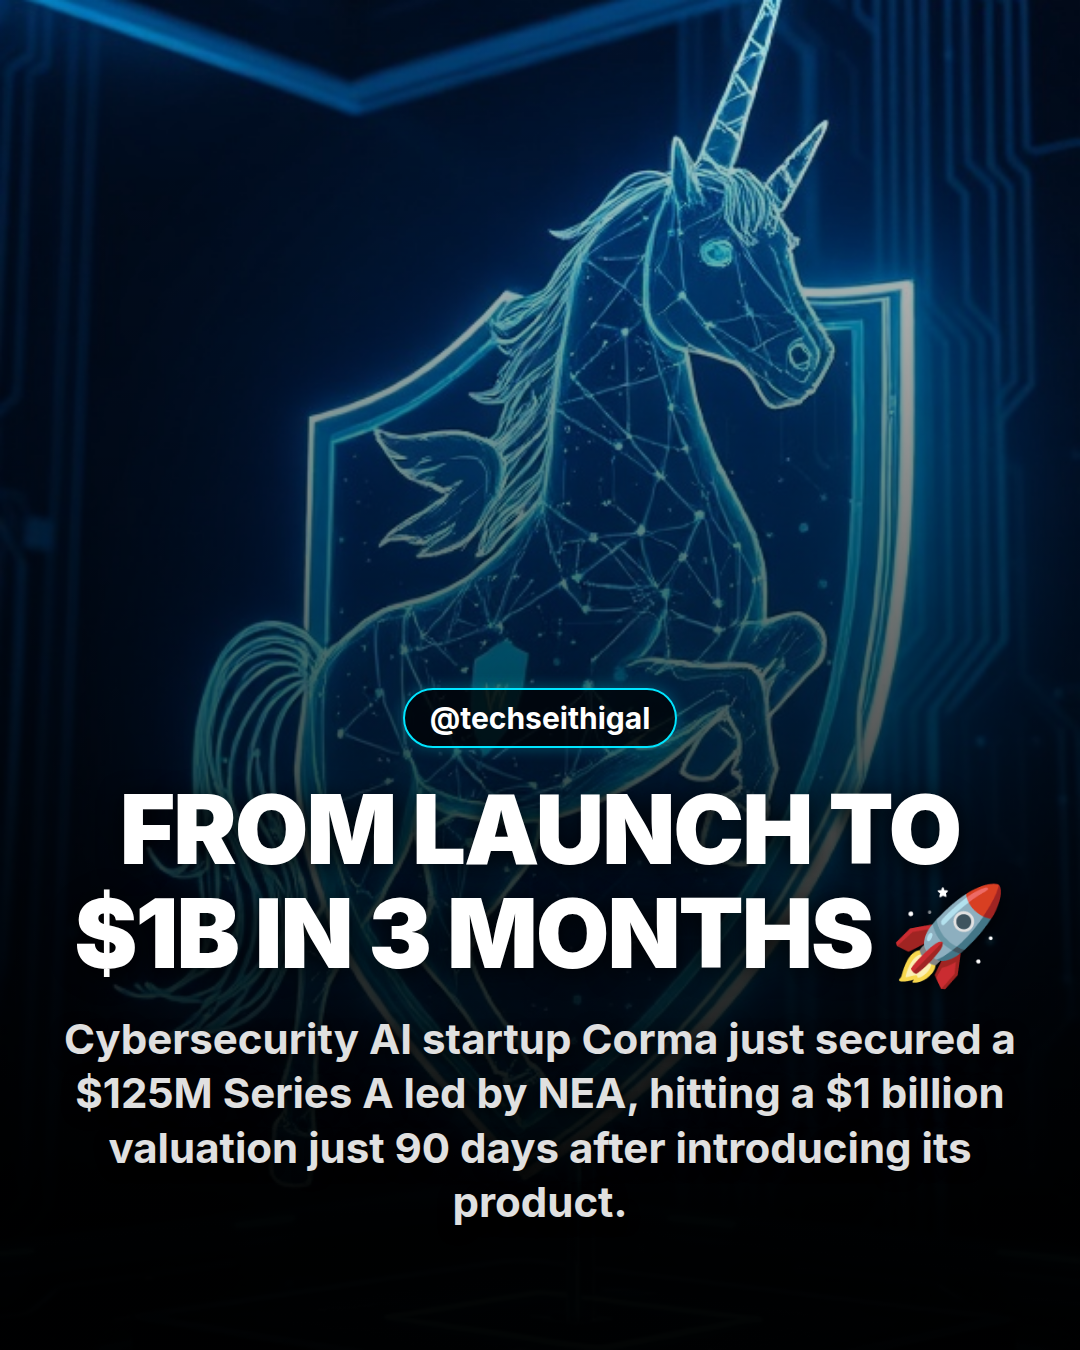 @techseithigal
FROM LAUNCH TO
$1B IN 3 MONTHS 🚀
Cybersecurity AI startup Corma just secured a
$125M Series A led by NEA, hitting a $1 billion
valuation just 90 days after introducing its
product.